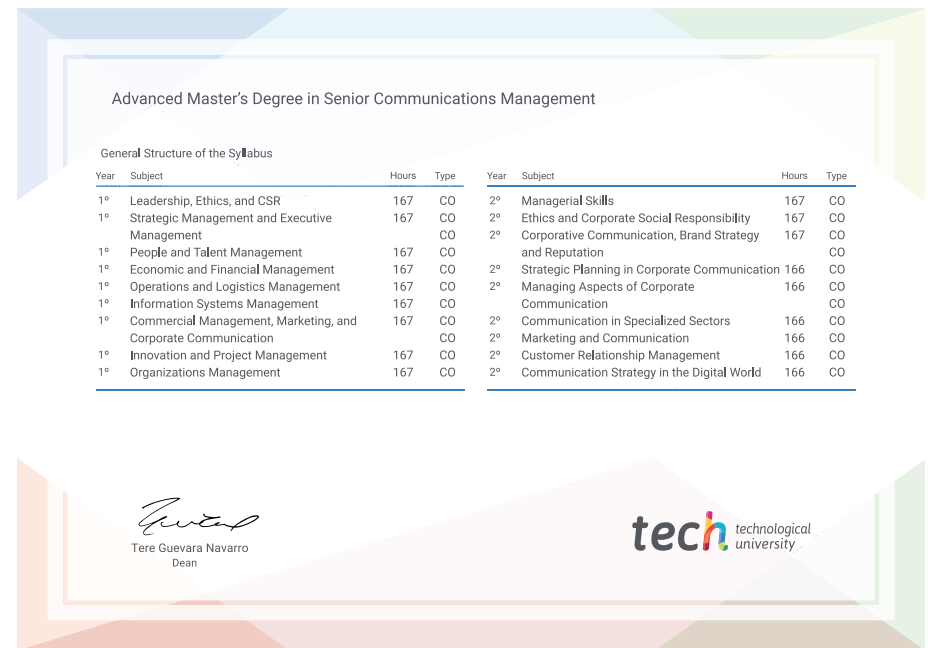 Advanced Master's Degree in Senior Communications Management
General Structure of the Syllabus
Year Subject Hours Type
1º Leadership, Ethics, and CSR 167 CO
1º Strategic Management and Executive 167 CO
Management CO
1º People and Talent Management 167 CO
1º Economic and Financial Management 167 CO
1º Operations and Logistics Management 167 CO
1º Information Systems Management 167 CO
1º Commercial Management, Marketing, and 167 CO
Corporate Communication CO
1º Innovation and Project Management 167 CO
1º Organizations Management 167 CO
Year Subject Hours Type
2º Managerial Skills 167 CO
2º Ethics and Corporate Social Responsibility 167 CO
2º Corporative Communication, Brand Strategy 167 CO
and Reputation CO
2º Strategic Planning in Corporate Communication 166 CO
2º Managing Aspects of Corporate 166 CO
Communication CO
2º Communication in Specialized Sectors 166 CO
2º Marketing and Communication 166 CO
2º Customer Relationship Management 166 CO
2º Communication Strategy in the Digital World 166 CO
Tere Guevara Navarro
Dean
tech technological
university